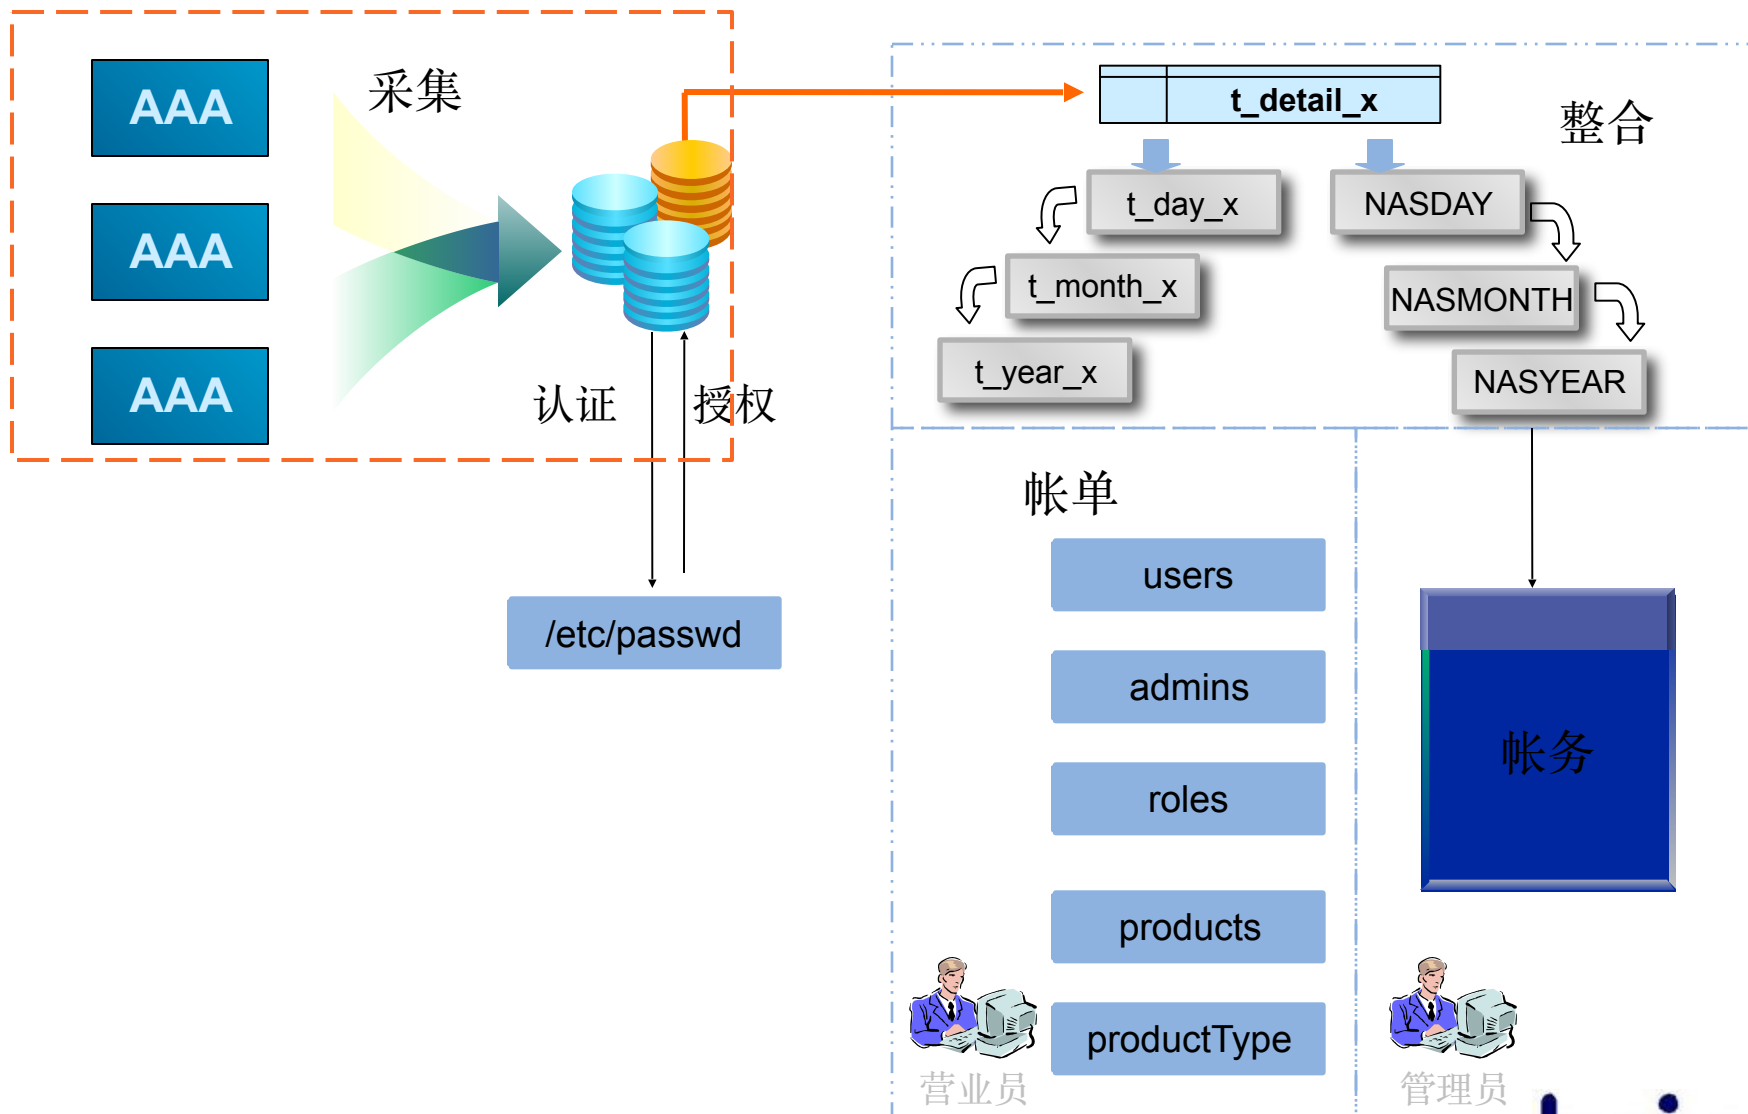 采集
AAA
AAA
AAA
认证
授权
/etc/passwd
t_detail_x
整合
t_day_x
NASDAY
t_month_x
NASMONTH
t_year_x
NASYEAR
帐单
users
admins
roles
products
productType
营业员
帐务
管理员